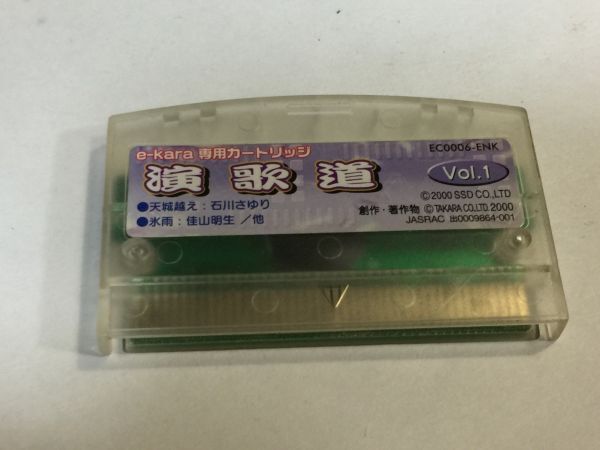 e-kara 専用カートリッジ
EC0006-ENK
演歌道
Vol.1
●天城越え:石川さゆり
●氷雨:佳山明生/他
©2000 SSD CO.,LTD
創作・著作物 ©TAKARA CO.,LTD. 2000
JASRAC 出0009864-001